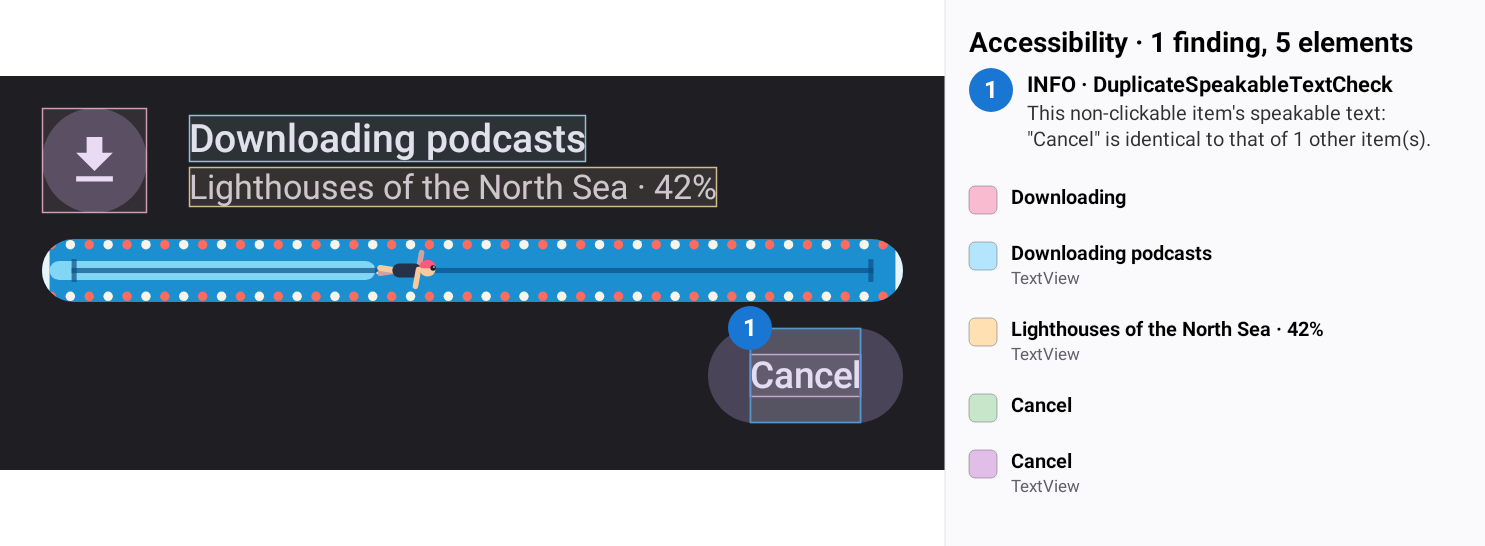 Downloading podcasts
Lighthouses of the North Sea · 42%
1
Cancel
Accessibility · 1 finding, 5 elements
1
INFO · DuplicateSpeakableTextCheck
This non-clickable item's speakable text:
"Cancel" is identical to that of 1 other item(s).
Downloading
Downloading podcasts
TextView
Lighthouses of the North Sea · 42%
TextView
Cancel
Cancel
TextView